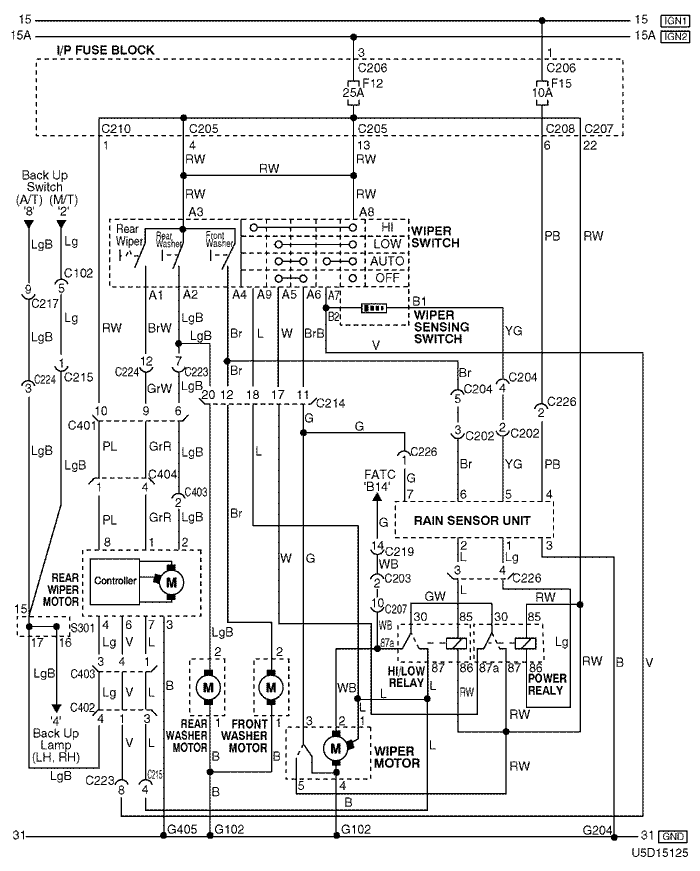 15 15 IGN1
15A 15A IGN2
I/P FUSE BLOCK
3 1
C206 C206
F12 F15
25A 10A
C210 C205 C205 C208 C207
1 4 13 6 22
RW RW
RW
RW RW
Back Up
Switch
(A/T) (M/T)
'8' '2'
A3 A8
Rear
Wiper
Rear
Washer
Front
Washer
HI
LOW
AUTO
OFF
WIPER
SWITCH
LgB Lg PB RW
C102
9 5
C217
A1 A2 A4 A9 A5 A6 A7
B2 B1
WIPER
SENSING
SWITCH
LgB Lg RW BrW LgB LgB Br L W BrB V YG
12 7 Br Br
C224 C223
1
C224 C215
3
GrW LgB
20 12 18 17 11
C214
C204 C204
5 4
C226
2
10 9 6
C401
G G
3 C202 2 C202
LgB LgB PL GrR LgB L
C226
1
Br YG PB
C404
1 4
C403
2
FATC
'B14'
G
7 6 5 4
RAIN SENSOR UNIT
PL GrR LgB Br
G
14
C219
WB
C203
2
2 1 3
L Lg
3 4
C226
8 1 2
W G
REAR
WIPER
MOTOR
Controller
M
10
C207
WB
GW RW
30 85 30 85
87a
15
S301
17 16
4 6 7 3
Lg V L
LgB
HI/LOW
RELAY
87 86 87a 87 86
POWER
REALY
Lg RW B V
LgB
3 4 1
C403
B
2 2
M M
1 1
WB
L L
RW
RW
Lg V L
C402
4 1 3
'4'
Back Up
Lamp
(LH, RH)
REAR
WASHER
MOTOR
FRONT
WASHER
MOTOR
3 2 1
M
WIPER
MOTOR
L
V L
LgB
C223 C215
8 4
B B
B
5 4
B
RW
31 G405 G102 G102 G204 31 GND
U5D15125